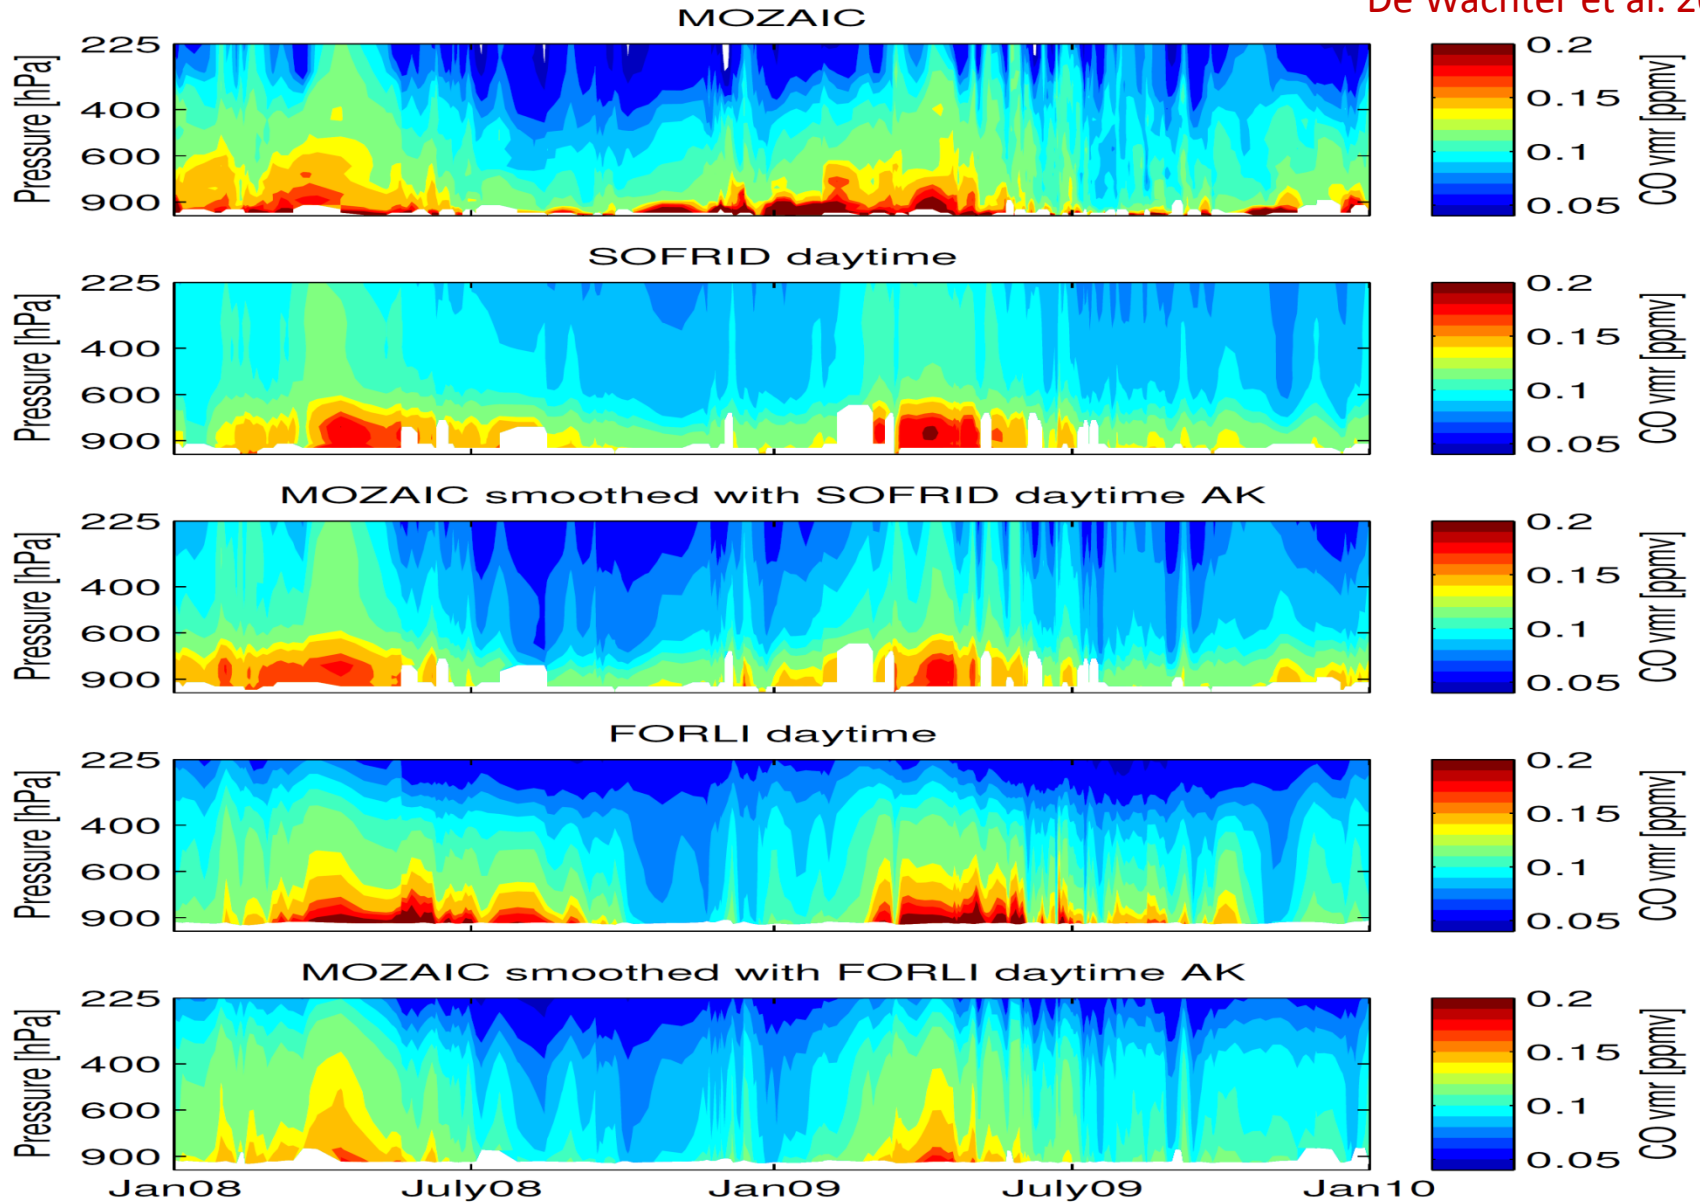 De Wachter et al.
MOZAIC
225
400
600
900
Pressure [hPa]
0.2
0.15
0.1
0.05
CO vmr [ppmv]
SOFRID daytime
225
400
600
900
Pressure [hPa]
0.2
0.15
0.1
0.05
CO vmr [ppmv]
MOZAIC smoothed with SOFRID daytime AK
225
400
600
900
Pressure [hPa]
0.2
0.15
0.1
0.05
CO vmr [ppmv]
FORLI daytime
225
400
600
900
Pressure [hPa]
0.2
0.15
0.1
0.05
CO vmr [ppmv]
MOZAIC smoothed with FORLI daytime AK
225
400
600
900
Pressure [hPa]
0.2
0.15
0.1
0.05
CO vmr [ppmv]
Jan08 July08 Jan09 July09 Jan10